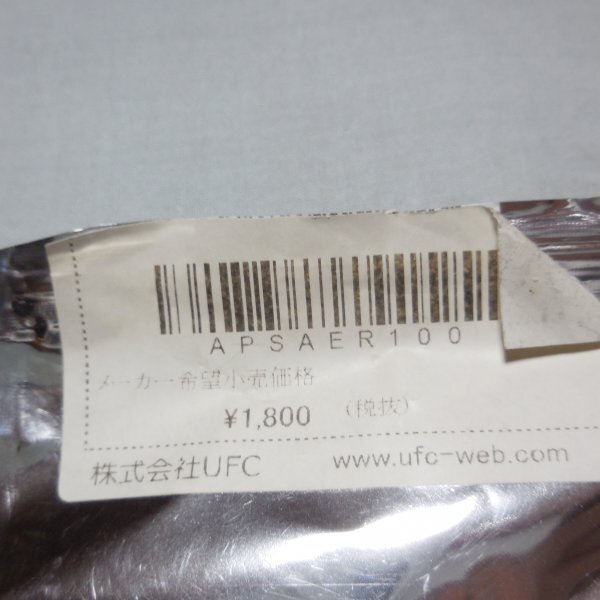 APSAER100
メーカー希望小売価格
¥1,800 (税抜)
株式会社UFC www.ufc-web.com